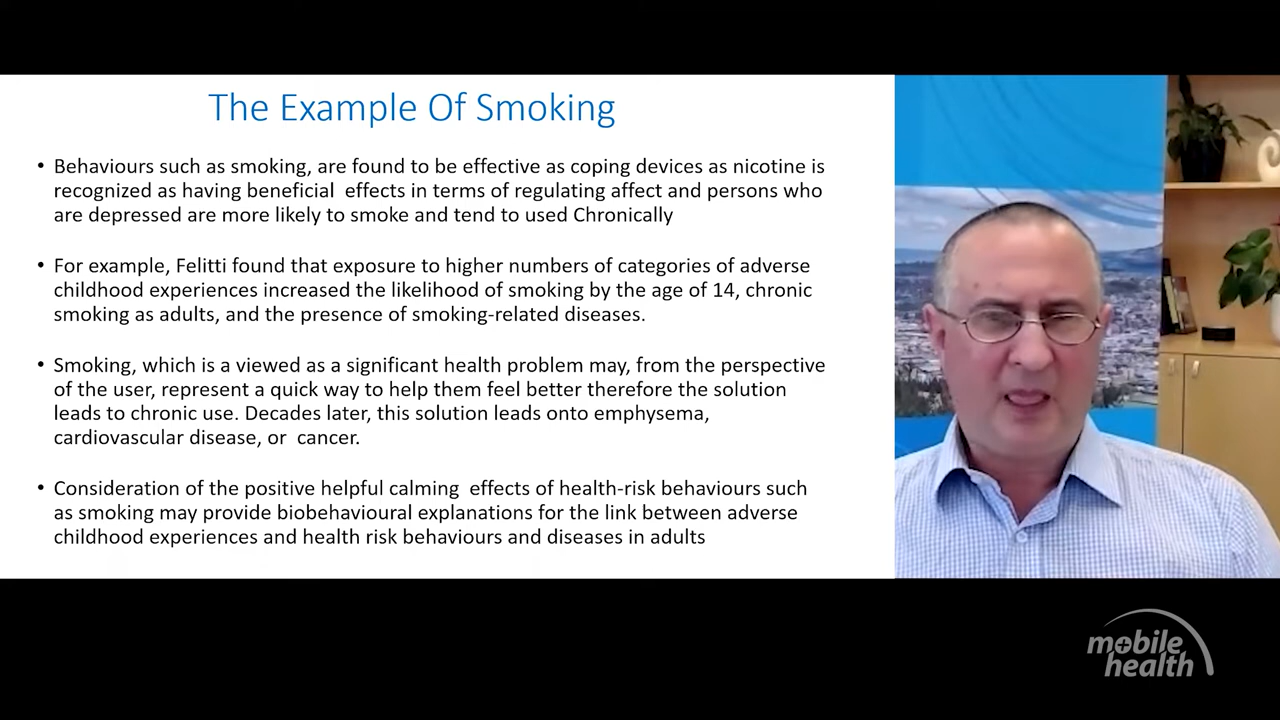 The Example Of Smoking
• Behaviours such as smoking, are found to be effective as coping devices as nicotine is
recognized as having beneficial  effects in terms of regulating affect and persons who
are depressed are more likely to smoke and tend to used Chronically
• For example, Felitti found that exposure to higher numbers of categories of adverse
childhood experiences increased the likelihood of smoking by the age of 14, chronic
smoking as adults, and the presence of smoking-related diseases.
• Smoking, which is a viewed as a significant health problem may, from the perspective
of the user, represent a quick way to help them feel better therefore the solution
leads to chronic use. Decades later, this solution leads onto emphysema,
cardiovascular disease, or  cancer.
• Consideration of the positive helpful calming  effects of health-risk behaviours such
as smoking may provide biobehavioural explanations for the link between adverse
childhood experiences and health risk behaviours and diseases in adults
mobile
health